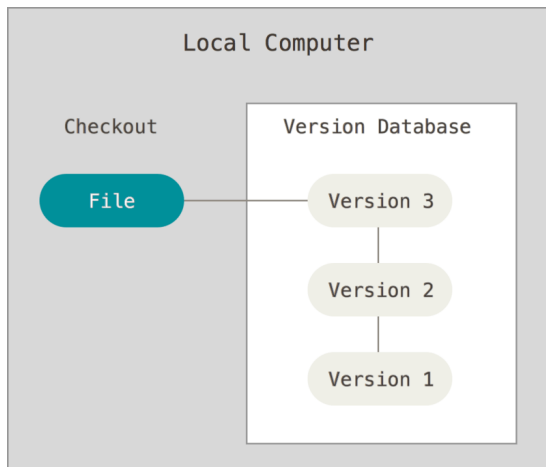 Local Computer
Checkout
Version Database
File
Version 3
Version 2
Version 1